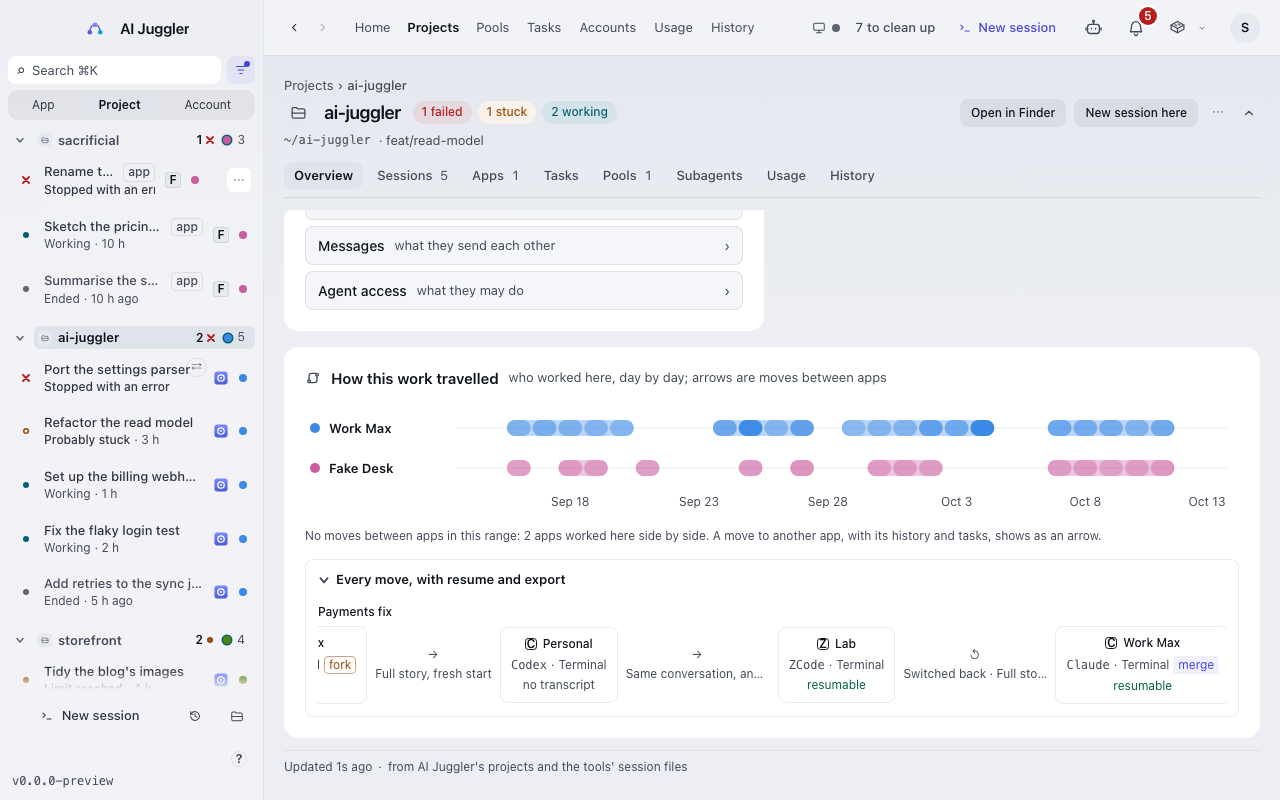 AI Juggler
Search ⌘K
App Project Account
sacrificial 1 3
Rename t... app F
Stopped with an err
Sketch the pricin... app F
Working · 10 h
Summarise the s... app F
Ended · 10 h ago
ai-juggler 2 5
Port the settings parser
Stopped with an error
Refactor the read model
Probably stuck · 3 h
Set up the billing webh...
Working · 1 h
Fix the flaky login test
Working · 2 h
Add retries to the sync j...
Ended · 5 h ago
storefront 2 4
Tidy the blog's images
New session
?
v0.0.0-preview
Home Projects Pools Tasks Accounts Usage History
7 to clean up
New session
5
S
Projects › ai-juggler
ai-juggler 1 failed 1 stuck 2 working
Open in Finder New session here
~/ai-juggler · feat/read-model
Overview Sessions 5 Apps 1 Tasks Pools 1 Subagents Usage History
Messages what they send each other
Agent access what they may do
How this work travelled who worked here, day by day; arrows are moves between apps
Work Max
Fake Desk
Sep 18 Sep 23 Sep 28 Oct 3 Oct 8 Oct 13
No moves between apps in this range: 2 apps worked here side by side. A move to another app, with its history and tasks, shows as an arrow.
Every move, with resume and export
Payments fix
x
fork
→
Full story, fresh start
Personal
Codex · Terminal
no transcript
→
Same conversation, an...
Z Lab
ZCode · Terminal
resumable
Switched back · Full sto...
C Work Max
Claude · Terminal merge
resumable
Updated 1s ago · from AI Juggler's projects and the tools' session files